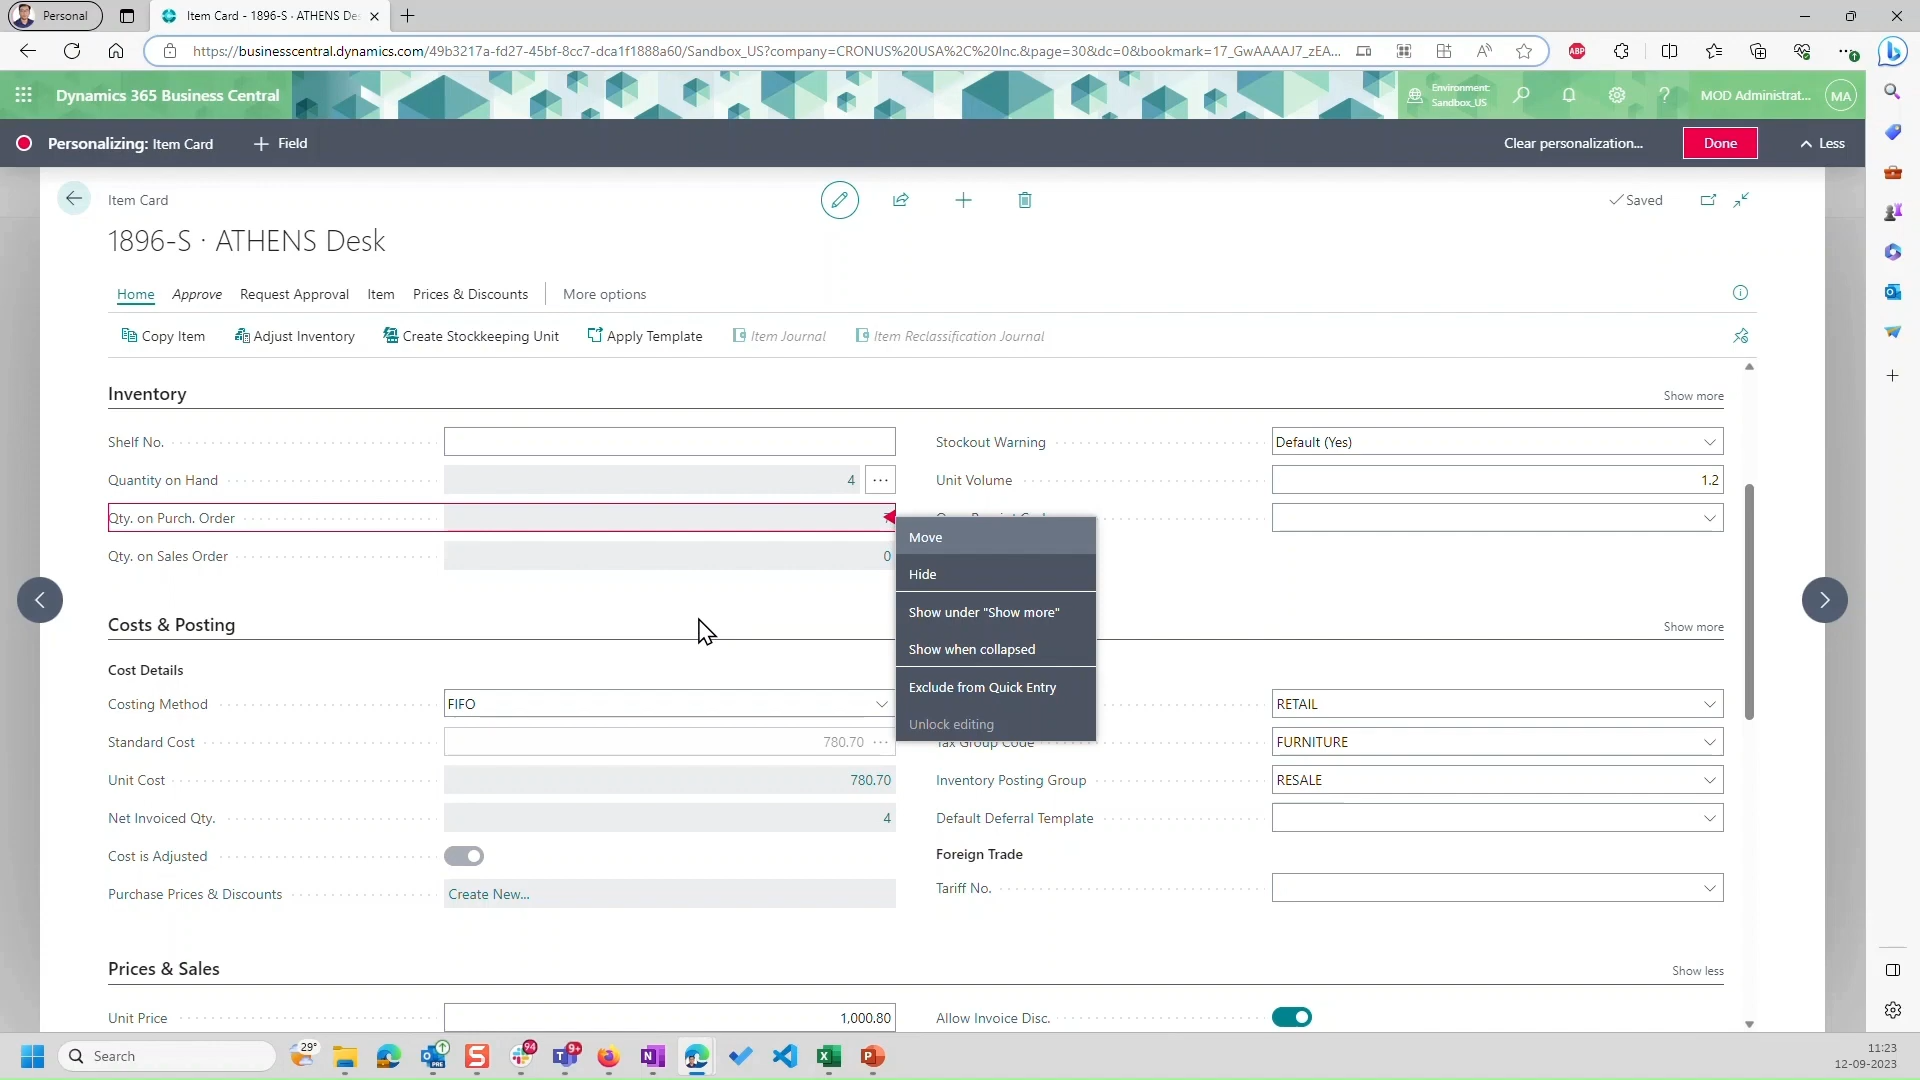 Personal
Item Card - 1896-S · ATHENS De
https://businesscentral.dynamics.com/49b3217a-fd27-45bf-8cc7-dca1f1888a60/Sandbox_US?company=CRONUS%20USA%2C%20Inc.&page=30&dc=0&bookmark=17_GwAAAAJ7_zEA...
ABP
Dynamics 365 Business Central
Environment:
Sandbox_US
?
MOD Administrat...
MA
Personalizing: Item Card
+ Field
Clear personalization...
Done
Less
Item Card
Saved
1896-S · ATHENS Desk
Home
Approve
Request Approval
Item
Prices & Discounts
More options
Copy Item
Adjust Inventory
Create Stockkeeping Unit
Apply Template
Item Journal
Item Reclassification Journal
Inventory
Show more
Shelf No.
Stockout Warning
Default (Yes)
Quantity on Hand
4
Unit Volume
1.2
Qty. on Purch. Order
Qty. on Sales Order
0
Move
Hide
Show under "Show more"
Show when collapsed
Exclude from Quick Entry
Unlock editing
Costs & Posting
Show more
Cost Details
Costing Method
FIFO
RETAIL
Standard Cost
780.70
Tax Group Code
FURNITURE
Unit Cost
780.70
Inventory Posting Group
RESALE
Net Invoiced Qty.
4
Default Deferral Template
Cost is Adjusted
Foreign Trade
Purchase Prices & Discounts
Create New...
Tariff No.
Prices & Sales
Show less
Unit Price
1,000.80
Allow Invoice Disc.
Search
29°
94
9+
11:23
12-09-2023